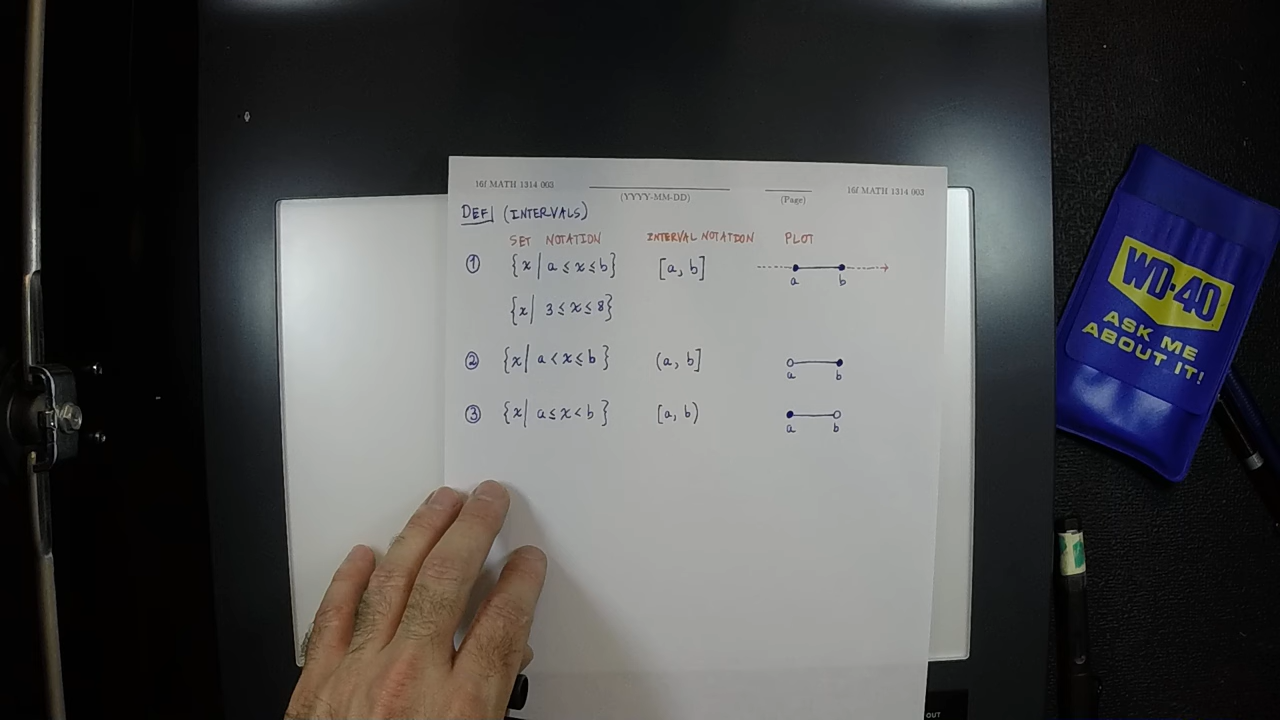 16f MATH 1314 003 (YYYY-MM-DD) (Page) 16f MATH 1314 003
DEF (INTERVALS)
SET NOTATION INTERVAL NOTATION PLOT
① {x | a ≤ x ≤ b} [a, b] a b
{x | 3 ≤ x ≤ 8}
② {x | a < x ≤ b} (a, b] a b
③ {x | a ≤ x < b} [a, b) a b
WD-40
ASK ME
ABOUT IT!
OUT